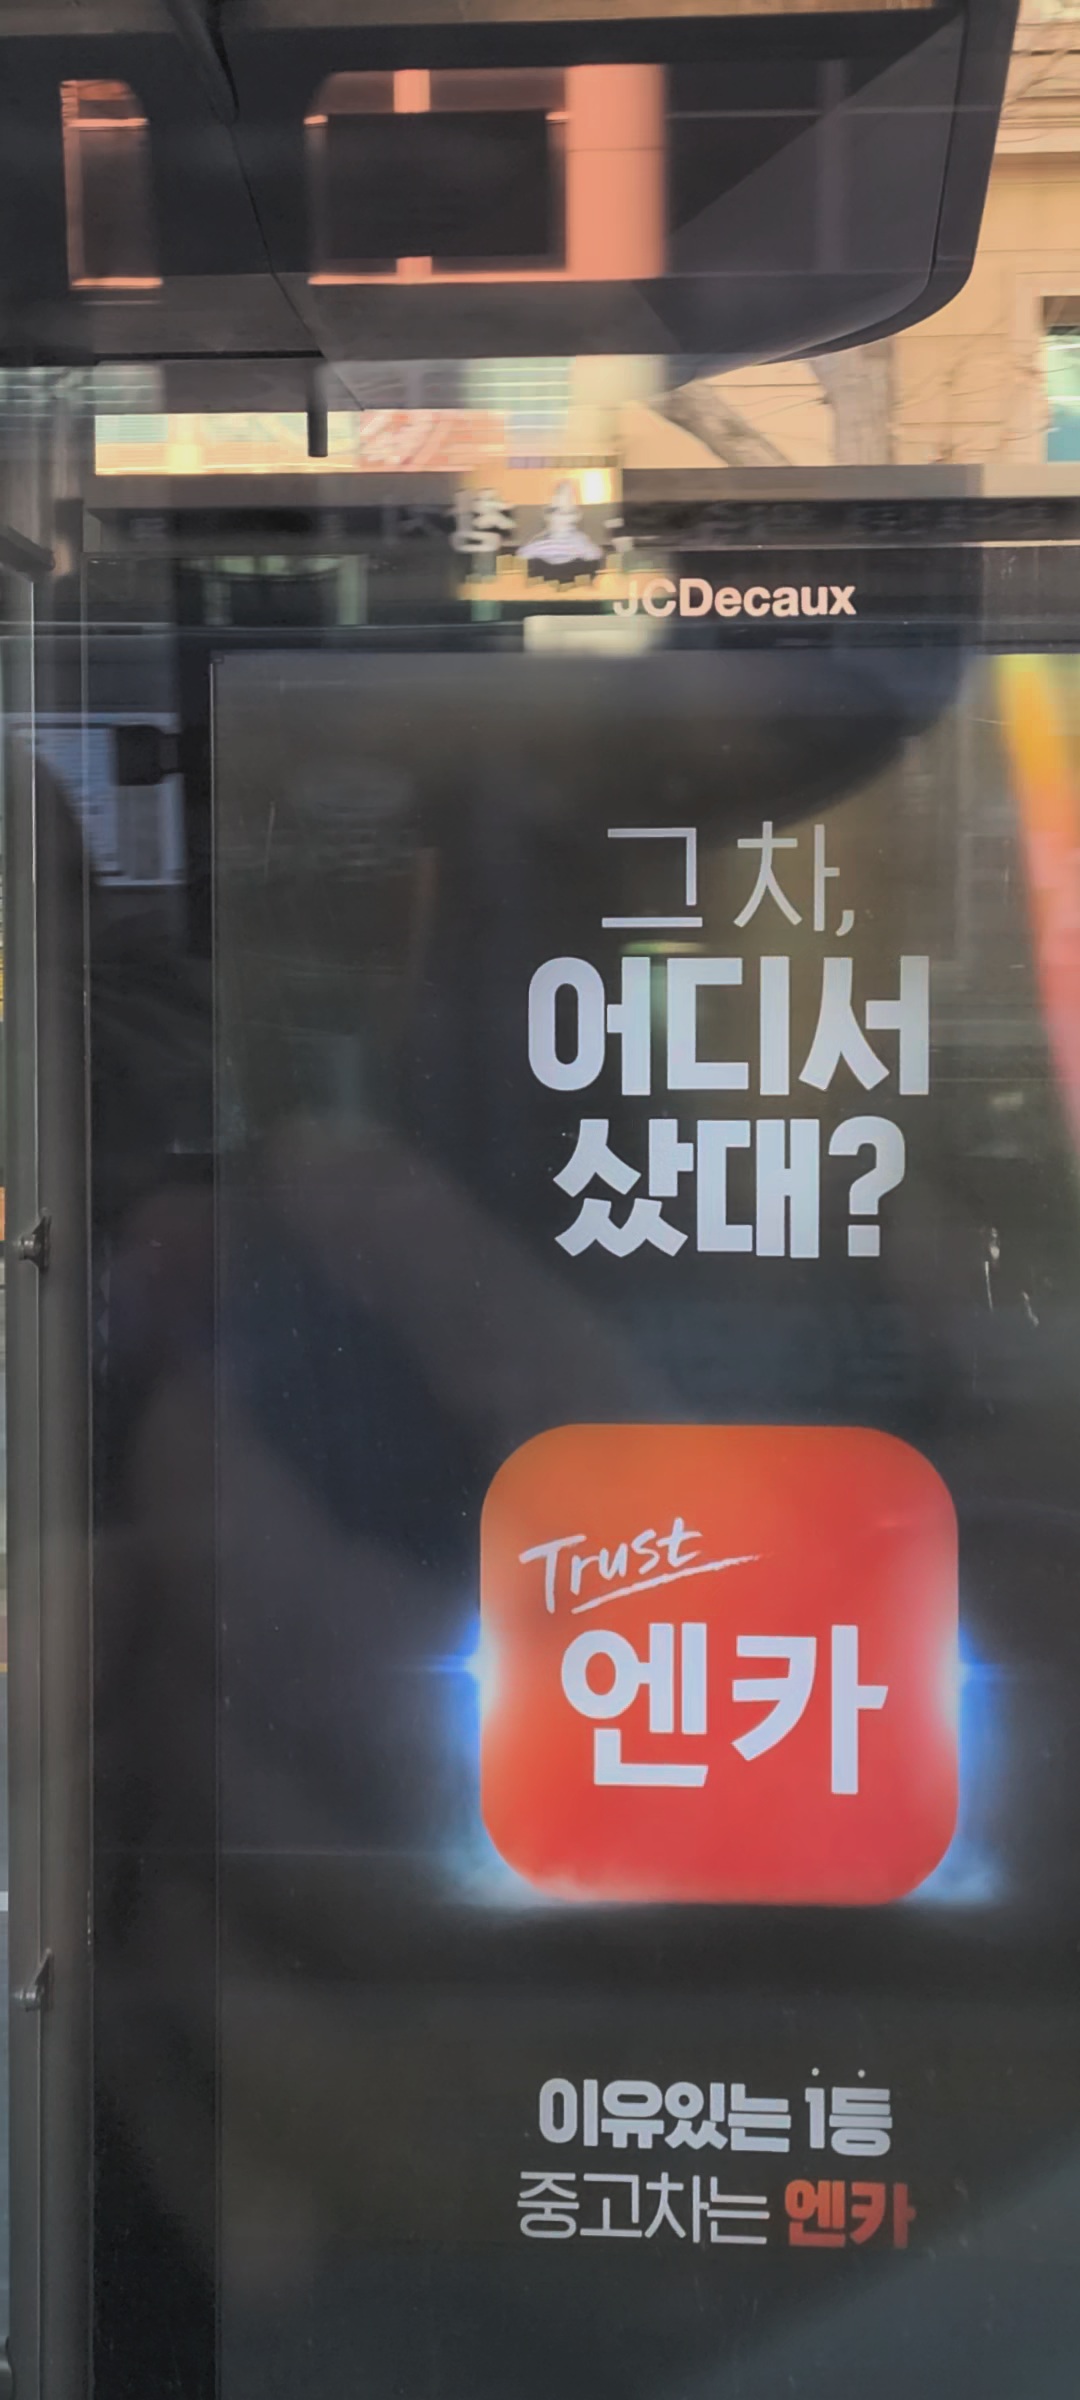 JCDecaux
그 차,
어디서
샀대?
Trust
엔카
이유있는 1등
중고차는 엔카